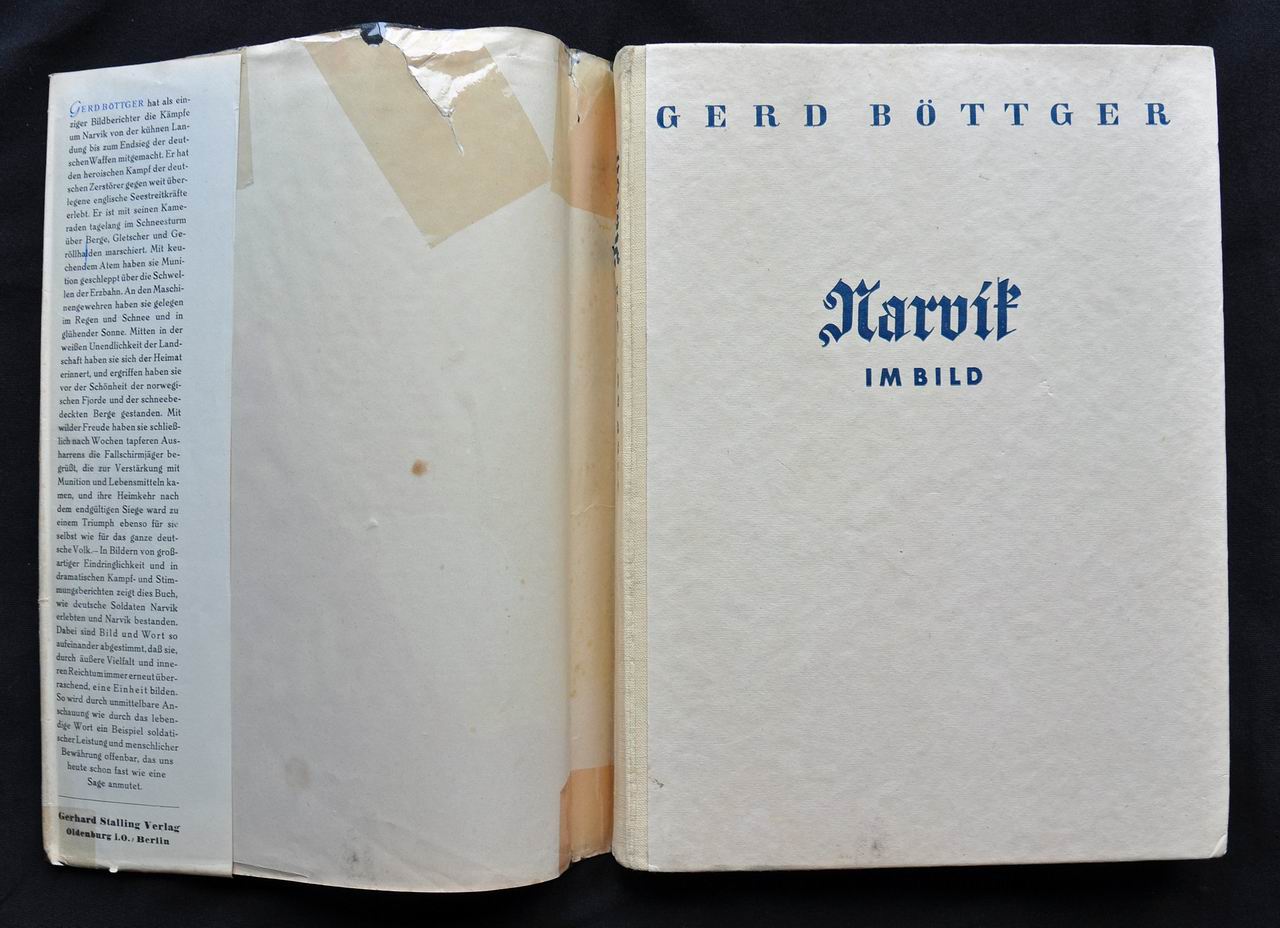 GERD BÖTTGER hat als ein-
ziger Bildberichter die Kämpfe
um Narvik von der kühnen Lan-
dung bis zum Endsieg der deut-
schen Waffen mitgemacht. Er hat
den heroischen Kampf der deut-
schen Zerstörer gegen weit über-
legene englische Seestreitkräfte
erlebt. Er ist mit seinen Kame-
raden tagelang im Schneesturm
über Berge, Gletscher und Ge-
röllhalden marschiert. Mit keu-
chendem Atem haben sie Muni-
tion geschleppt über die Schwel-
len der Erzbahn. An den Maschi-
nengewehren haben sie gelegen
im Regen und Schnee und in
glühender Sonne. Mitten in der
weißen Unendlichkeit der Land-
schaft haben sie sich der Heimat
erinnert, und ergriffen haben sie
vor der Schönheit der norwegi-
schen Fjorde und der schneebe-
deckten Berge gestanden. Mit
wilder Freude haben sie schließ-
lich nach Wochen tapferen Aus-
harrens die Fallschirmjäger be-
grüßt, die zur Verstärkung mit
Munition und Lebensmitteln ka-
men, und ihre Heimkehr nach
dem endgültigen Siege ward zu
einem Triumph ebenso für sie
selbst wie für das ganze deut-
sche Volk. – In Bildern von groß-
artiger Eindringlichkeit und in
dramatischen Kampf- und Stim-
mungsberichten zeigt dies Buch,
wie deutsche Soldaten Narvik
erlebten und Narvik bestanden.
Dabei sind Bild und Wort so
aufeinander abgestimmt, daß sie,
durch äußere Vielfalt und inne-
ren Reichtum immer erneut über-
raschend, eine Einheit bilden.
So wird durch unmittelbare An-
schauung wie durch das leben-
dige Wort ein Beispiel soldati-
scher Leistung und menschlicher
Bewährung offenbar, das uns
heute schon fast wie eine
Sage anmutet.
Gerhard Stalling Verlag
Oldenburg i.O. / Berlin
GERD BÖTTGER
Narvik
IM BILD